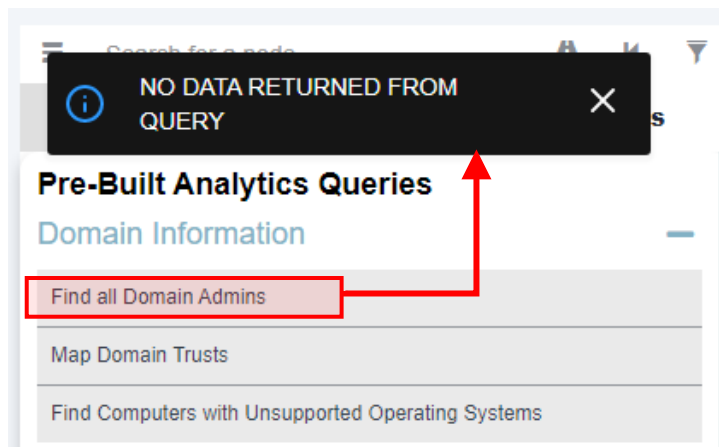 NO DATA RETURNED FROM
QUERY
s
Pre-Built Analytics Queries
Domain Information
Find all Domain Admins
Map Domain Trusts
Find Computers with Unsupported Operating Systems